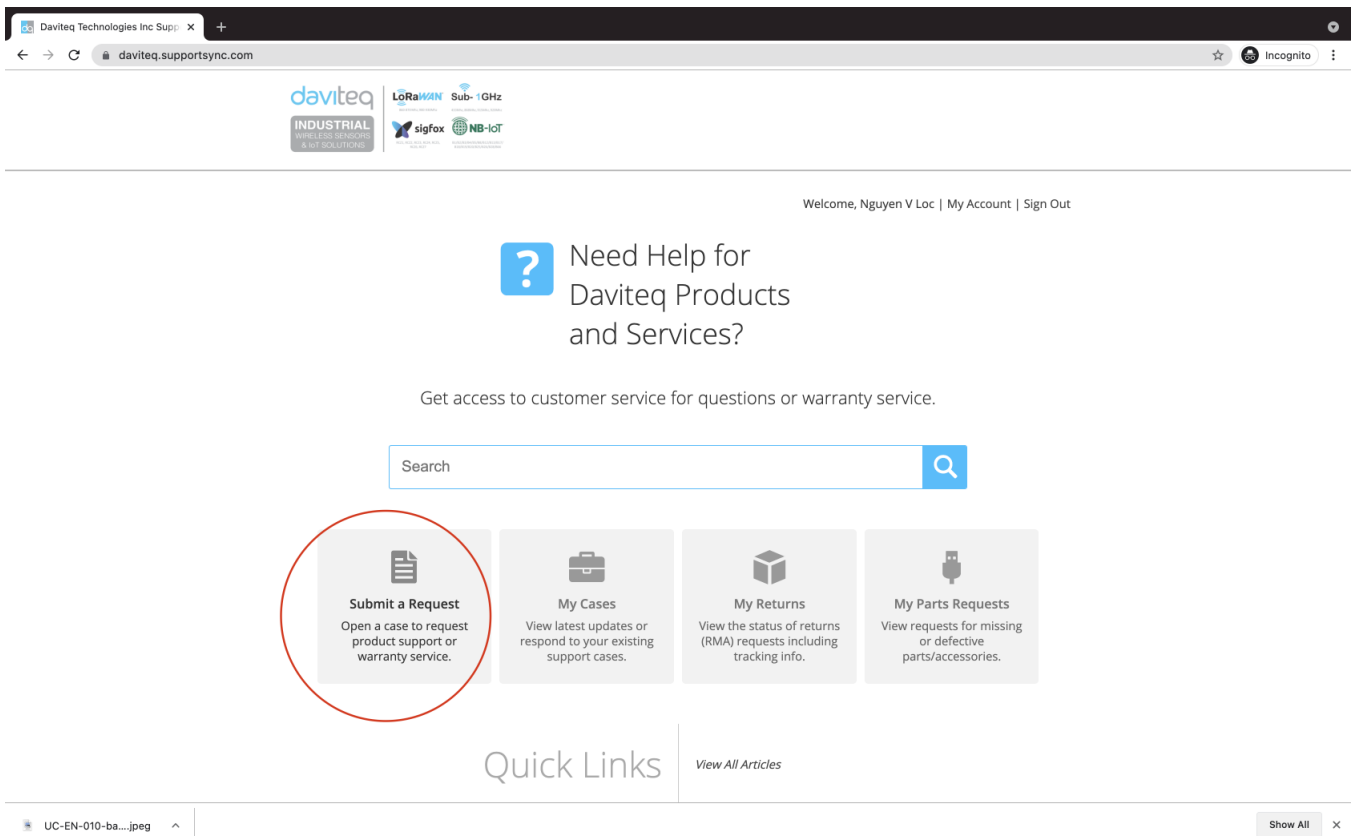 Daviteq Technologies Inc Supp
daviteq.supportsync.com
Incognito
daviteq
INDUSTRIAL
WIRELESS SENSORS
& IoT SOLUTIONS
LoRaWAN
Sub-1GHz
sigfox
NB-IoT
Welcome, Nguyen V Loc | My Account | Sign Out
?
Need Help for
Daviteq Products
and Services?
Get access to customer service for questions or warranty service.
Search
Submit a Request
Open a case to request
product support or
warranty service.
My Cases
View latest updates or
respond to your existing
support cases.
My Returns
View the status of returns
(RMA) requests including
tracking info.
My Parts Requests
View requests for missing
or defective
parts/accessories.
Quick Links
View All Articles
UC-EN-010-ba....jpeg
Show All